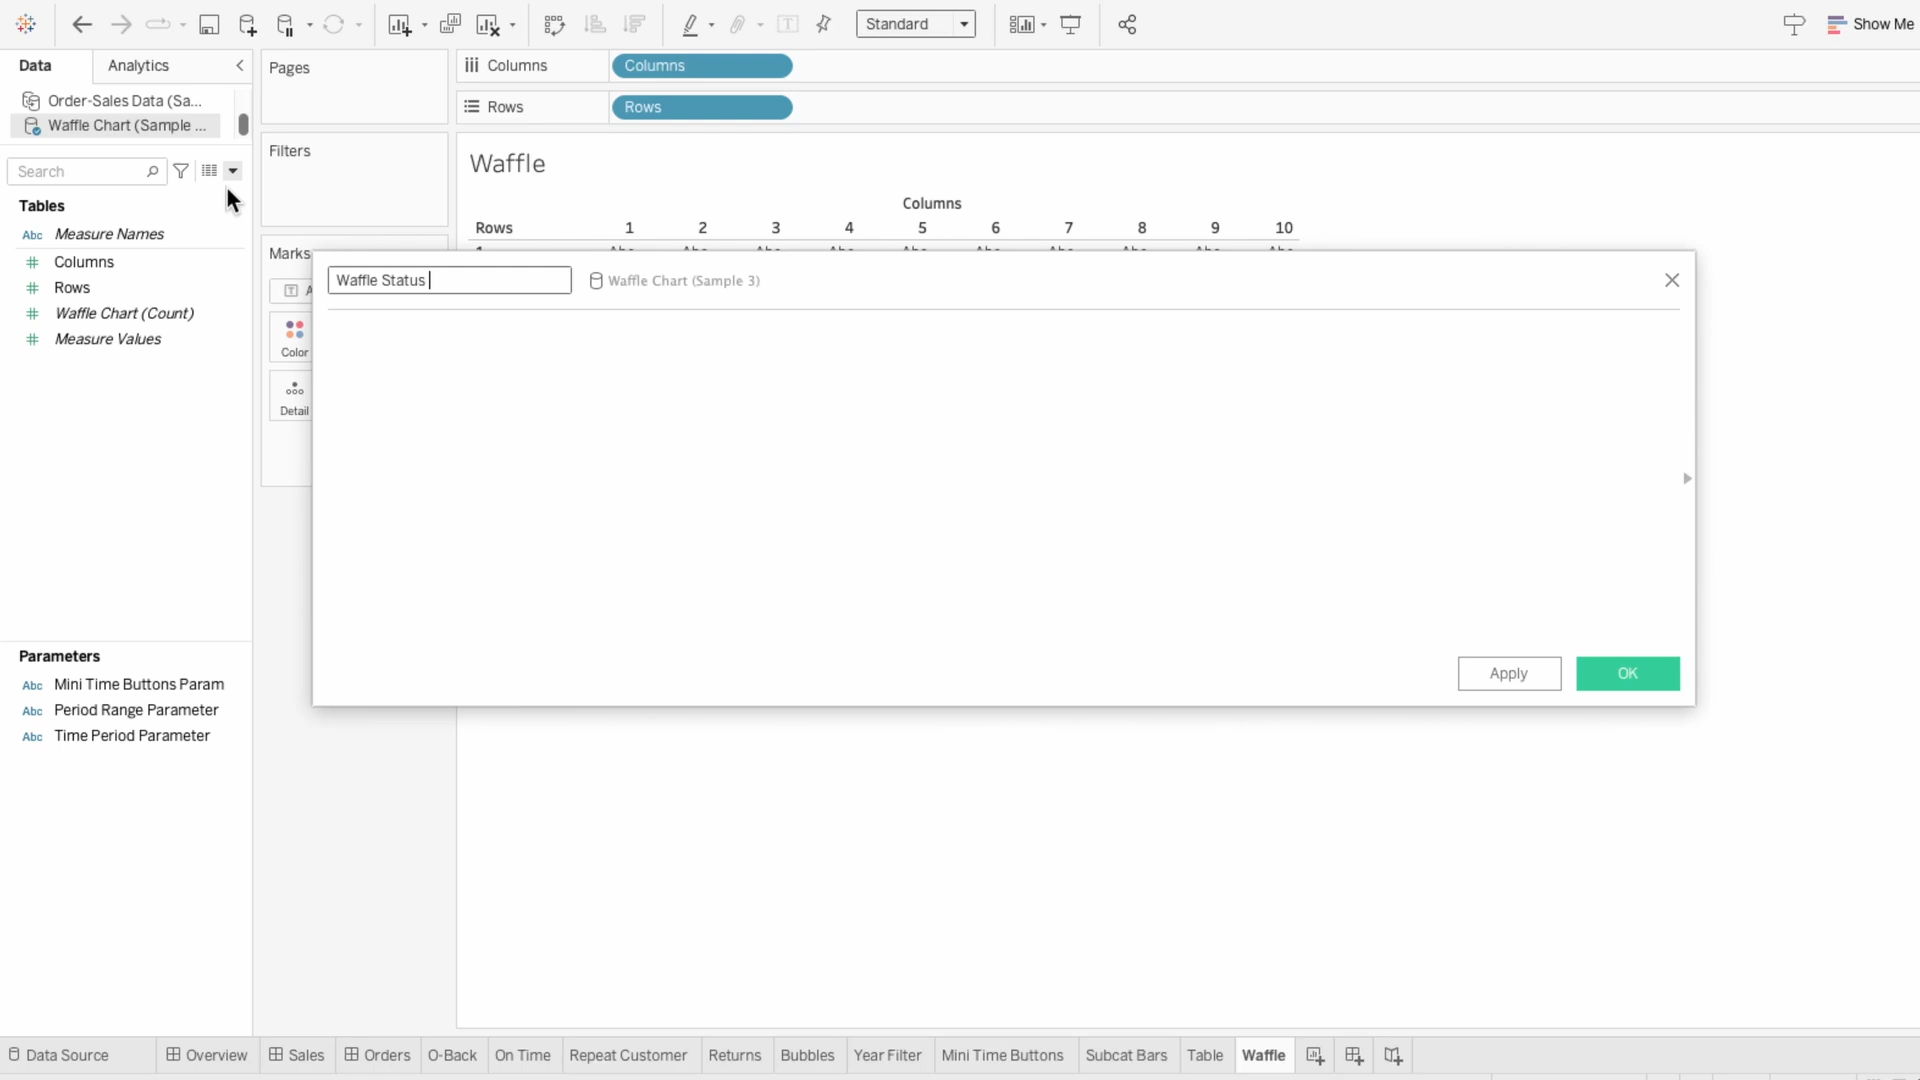 Standard
Show Me
Data
Analytics
Pages
Columns
Columns
Order-Sales Data (Sa...
Waffle Chart (Sample ...
Rows
Rows
Search
Filters
Waffle
Tables
Columns
Abc Measure Names
Rows 1 2 3 4 5 6 7 8 9 10
Columns
Marks
Rows
Waffle Status
Waffle Chart (Sample 3)
Waffle Chart (Count)
Measure Values
Color
Detail
Parameters
Apply
OK
Abc Mini Time Buttons Param
Abc Period Range Parameter
Abc Time Period Parameter
Data Source
Overview
Sales
Orders
O-Back
On Time
Repeat Customer
Returns
Bubbles
Year Filter
Mini Time Buttons
Subcat Bars
Table
Waffle